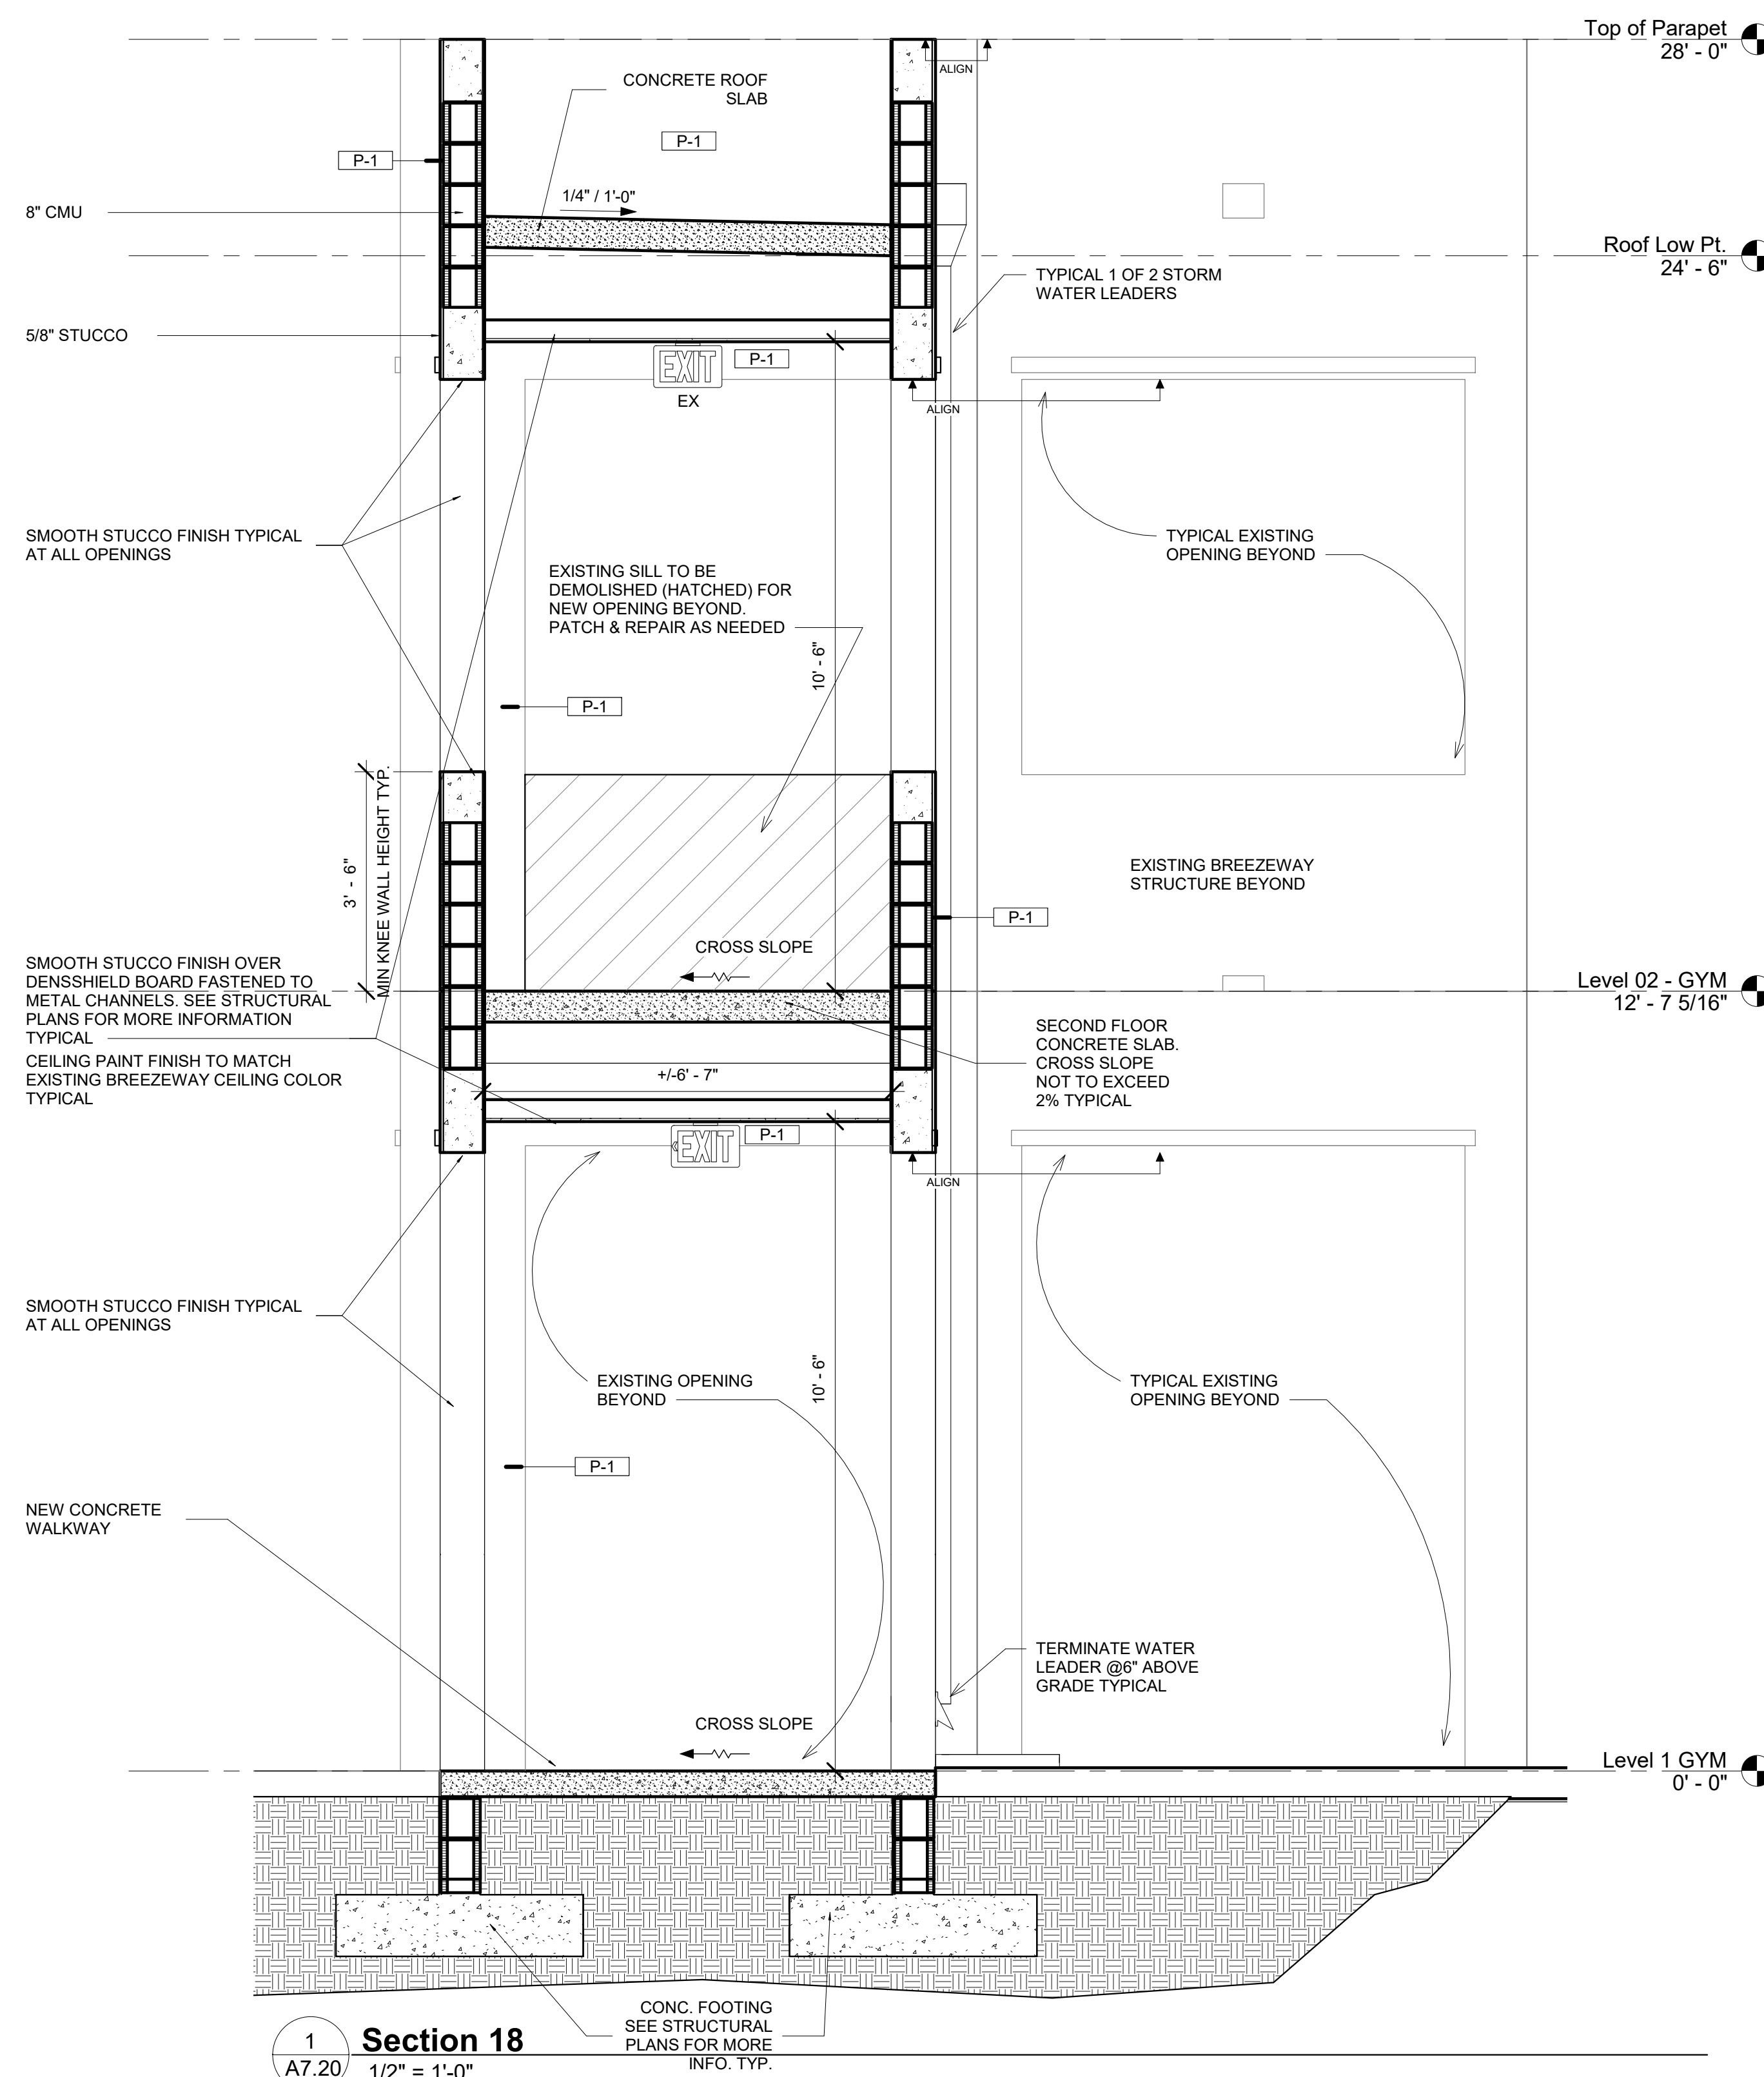 Top of Parapet
28' - 0"
ALIGN
CONCRETE ROOF
SLAB
P-1
P-1
1/4" / 1'-0"
8" CMU
Roof Low Pt.
24' - 6"
TYPICAL 1 OF 2 STORM
WATER LEADERS
5/8" STUCCO
EXIT
P-1
EX
ALIGN
SMOOTH STUCCO FINISH TYPICAL
AT ALL OPENINGS
TYPICAL EXISTING
OPENING BEYOND
EXISTING SILL TO BE
DEMOLISHED (HATCHED) FOR
NEW OPENING BEYOND.
PATCH & REPAIR AS NEEDED
10' - 6"
P-1
3' - 6"
MIN KNEE WALL HEIGHT TYP.
EXISTING BREEZEWAY
STRUCTURE BEYOND
P-1
CROSS SLOPE
SMOOTH STUCCO FINISH OVER
DENSSHIELD BOARD FASTENED TO
METAL CHANNELS. SEE STRUCTURAL
PLANS FOR MORE INFORMATION
TYPICAL
CEILING PAINT FINISH TO MATCH
EXISTING BREEZEWAY CEILING COLOR
TYPICAL
Level 02 - GYM
12' - 7 5/16"
SECOND FLOOR
CONCRETE SLAB.
CROSS SLOPE
NOT TO EXCEED
2% TYPICAL
+/-6' - 7"
EXIT
P-1
ALIGN
SMOOTH STUCCO FINISH TYPICAL
AT ALL OPENINGS
EXISTING OPENING
BEYOND
10' - 6"
TYPICAL EXISTING
OPENING BEYOND
P-1
NEW CONCRETE
WALKWAY
TERMINATE WATER
LEADER @6" ABOVE
GRADE TYPICAL
CROSS SLOPE
Level 1 GYM
0' - 0"
CONC. FOOTING
SEE STRUCTURAL
PLANS FOR MORE
INFO. TYP.
1
A7.20
Section 18
1/2" = 1'-0"